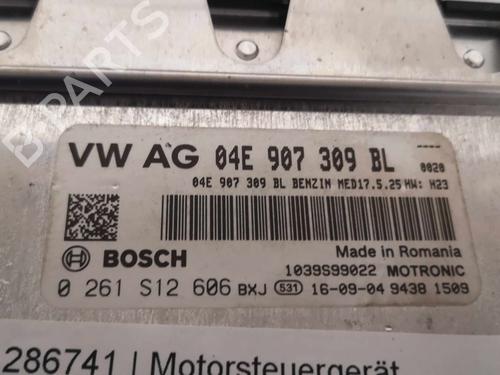 B-PARTS
VW AG 04E 907 309 BL 0020
04E 907 309 BL BENZIN MED17.5.25 HW: H23
BOSCH
Made in Romania
1039S99022 MOTRONIC
0 261 S12 606 BXJ 531 16-09-04 9438 1509
286741 | Motorsteuergerät